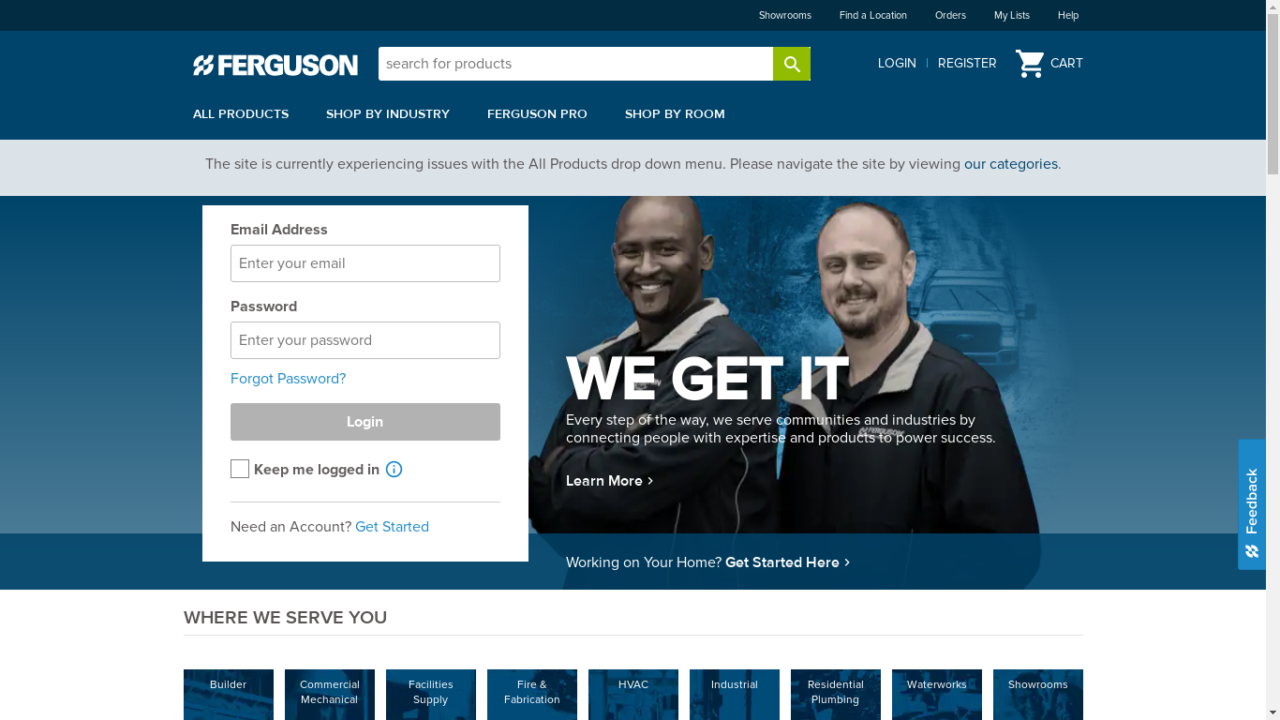 Showrooms
Find a Location
Orders
My Lists
Help
FERGUSON
search for products
LOGIN
REGISTER
CART
ALL PRODUCTS
SHOP BY INDUSTRY
FERGUSON PRO
SHOP BY ROOM
The site is currently experiencing issues with the All Products drop down menu. Please navigate the site by viewing our categories.
Email Address
Enter your email
Password
Enter your password
Forgot Password?
Login
Keep me logged in
Need an Account? Get Started
WE GET IT
Every step of the way, we serve communities and industries by
connecting people with expertise and products to power success.
FERGUSON
Learn More
Working on Your Home? Get Started Here
Feedback
WHERE WE SERVE YOU
Builder
Commercial
Mechanical
Facilities
Supply
Fire &
Fabrication
HVAC
Industrial
Residential
Plumbing
Waterworks
Showrooms